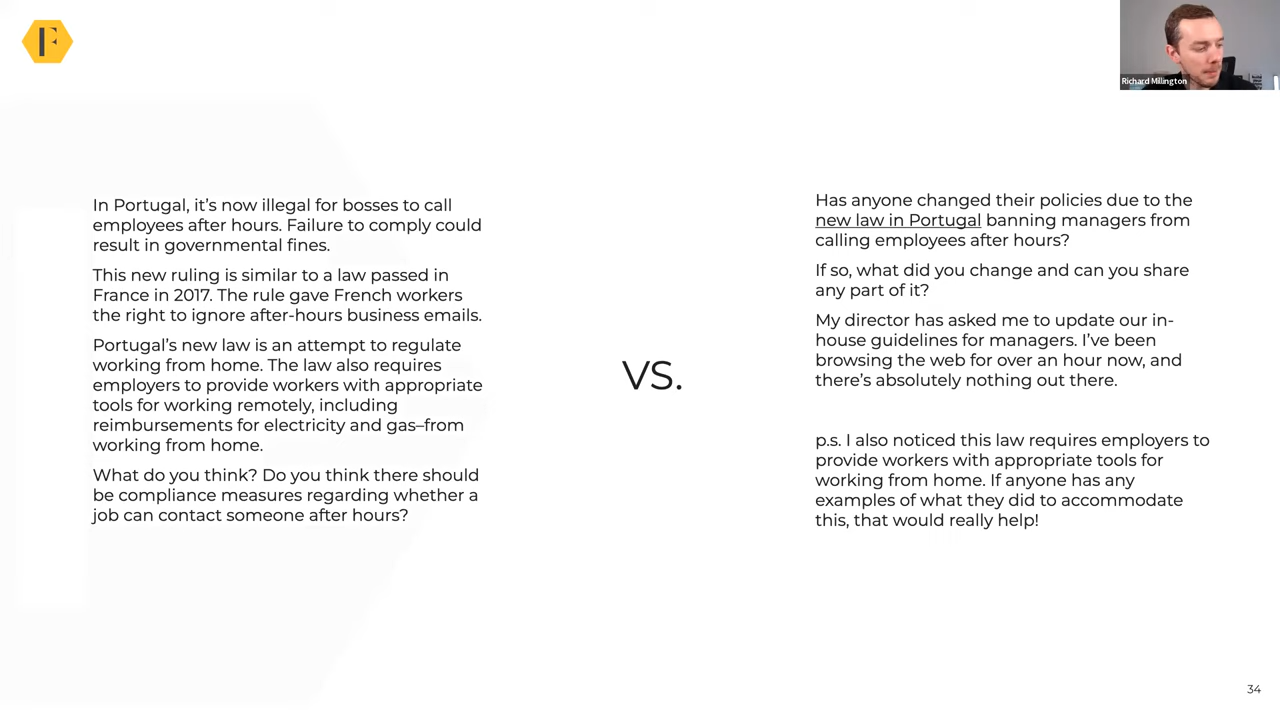 F
Richard Millington
In Portugal, it's now illegal for bosses to call
employees after hours. Failure to comply could
result in governmental fines.
This new ruling is similar to a law passed in
France in 2017. The rule gave French workers
the right to ignore after-hours business emails.
Portugal's new law is an attempt to regulate
working from home. The law also requires
employers to provide workers with appropriate
tools for working remotely, including
reimbursements for electricity and gas–from
working from home.
What do you think? Do you think there should
be compliance measures regarding whether a
job can contact someone after hours?
VS.
Has anyone changed their policies due to the
new law in Portugal banning managers from
calling employees after hours?
If so, what did you change and can you share
any part of it?
My director has asked me to update our in-
house guidelines for managers. I've been
browsing the web for over an hour now, and
there's absolutely nothing out there.
p.s. I also noticed this law requires employers to
provide workers with appropriate tools for
working from home. If anyone has any
examples of what they did to accommodate
this, that would really help!
34